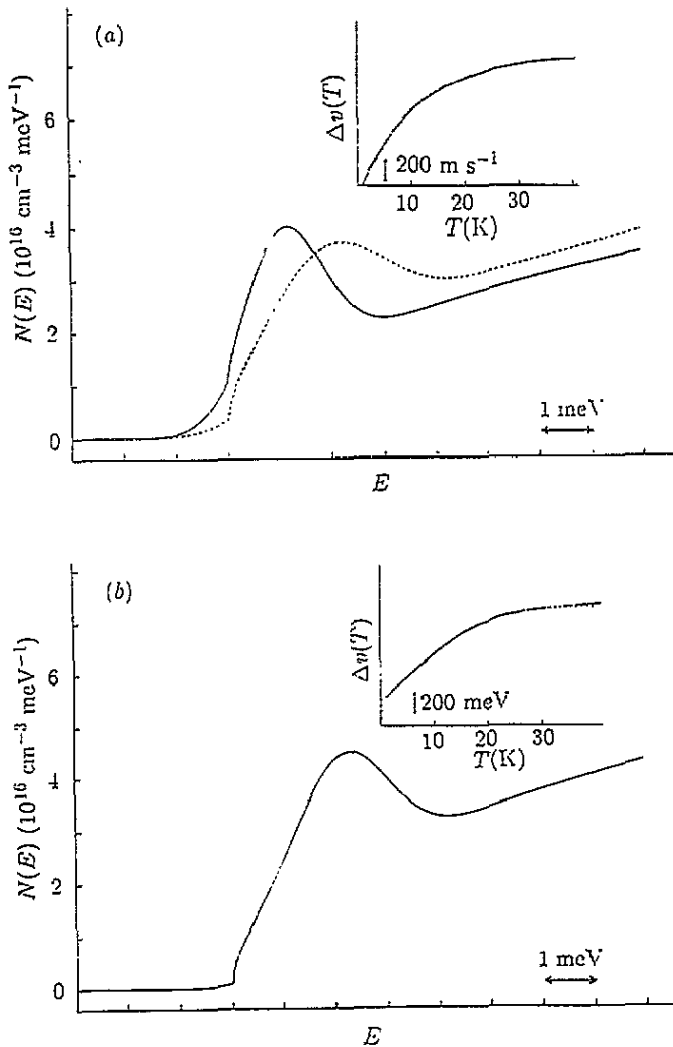 (a)
N(E) (10¹⁶ cm⁻³ meV⁻¹)
6
4
2
0
Δv(T)
200 m s⁻¹
10 20 30
T(K)
1 meV
E
(b)
N(E) (10¹⁶ cm⁻³ meV⁻¹)
6
4
2
0
Δv(T)
200 meV
10 20 30
T(K)
1 meV
E